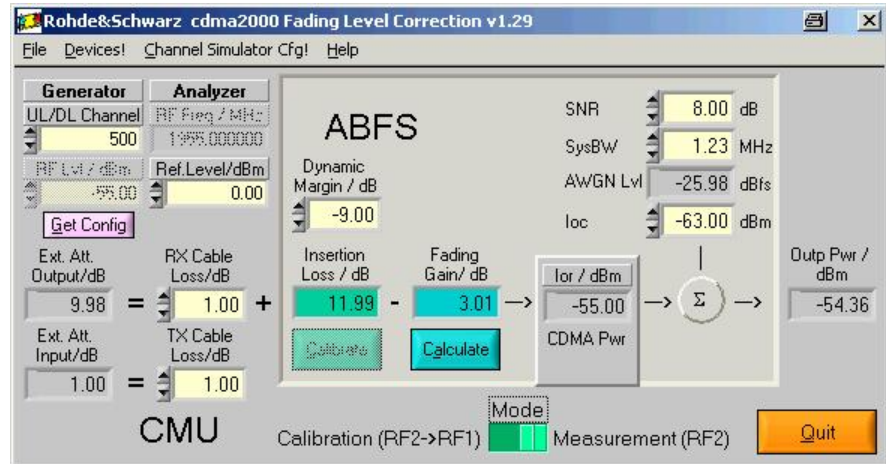 Rohde&Schwarz cdma2000 Fading Level Correction v1.29
File Devices! Channel Simulator Cfg! Help
Generator Analyzer
UL/DL Channel RF Freq / MHz
500 1955.000000
RF Lvl / dBm Ref.Level/dBm
-55.00 0.00
Get Config
Ext. Att. Output/dB RX Cable Loss/dB
9.98 = 1.00 +
Ext. Att. Input/dB TX Cable Loss/dB
1.00 = 1.00
CMU
ABFS
Dynamic Margin / dB
-9.00
Insertion Loss / dB Fading Gain/ dB
11.99 - 3.01
Calibrate Calculate
SNR 8.00 dB
SysBW 1.23 MHz
AWGN Lvl -25.98 dBfs
Ioc -63.00 dBm
Ior / dBm
-55.00
CDMA Pwr
Σ
Outp Pwr / dBm
-54.36
Mode
Calibration (RF2->RF1) Measurement (RF2)
Quit